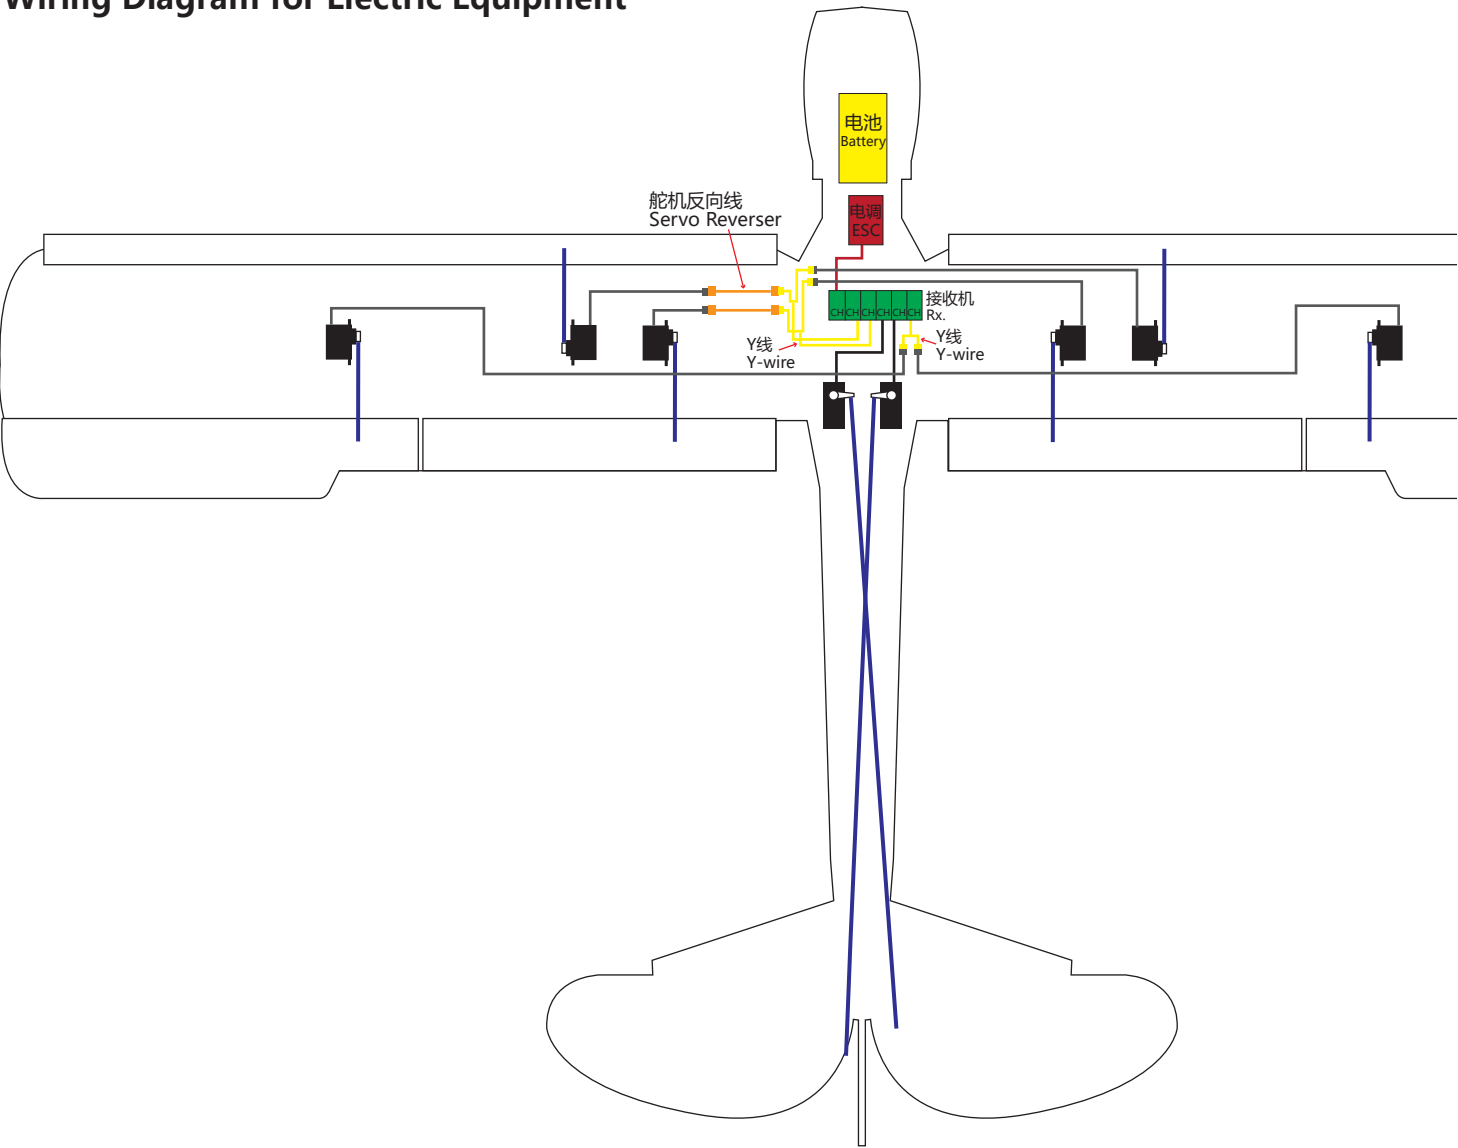 Wiring Diagram for Electric Equipment
电池
Battery
舵机反向线
Servo Reverser
电调
ESC
接收机
Rx.
CH CH CH CH CH CH
Y线
Y-wire
Y线
Y-wire